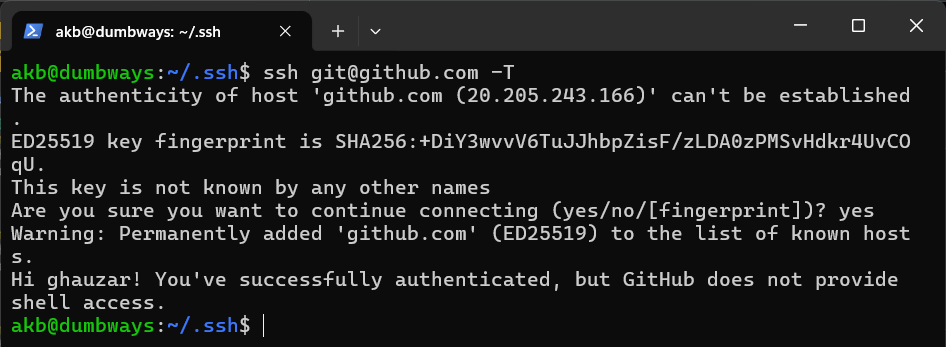 akb@dumbways: ~/.ssh
akb@dumbways:~/.ssh$ ssh git@github.com -T
The authenticity of host 'github.com (20.205.243.166)' can't be established
.
ED25519 key fingerprint is SHA256:+DiY3wvvV6TuJJhbpZisF/zLDA0zPMSvHdkr4UvCO
qU.
This key is not known by any other names
Are you sure you want to continue connecting (yes/no/[fingerprint])? yes
Warning: Permanently added 'github.com' (ED25519) to the list of known host
s.
Hi ghauzar! You've successfully authenticated, but GitHub does not provide
shell access.
akb@dumbways:~/.ssh$